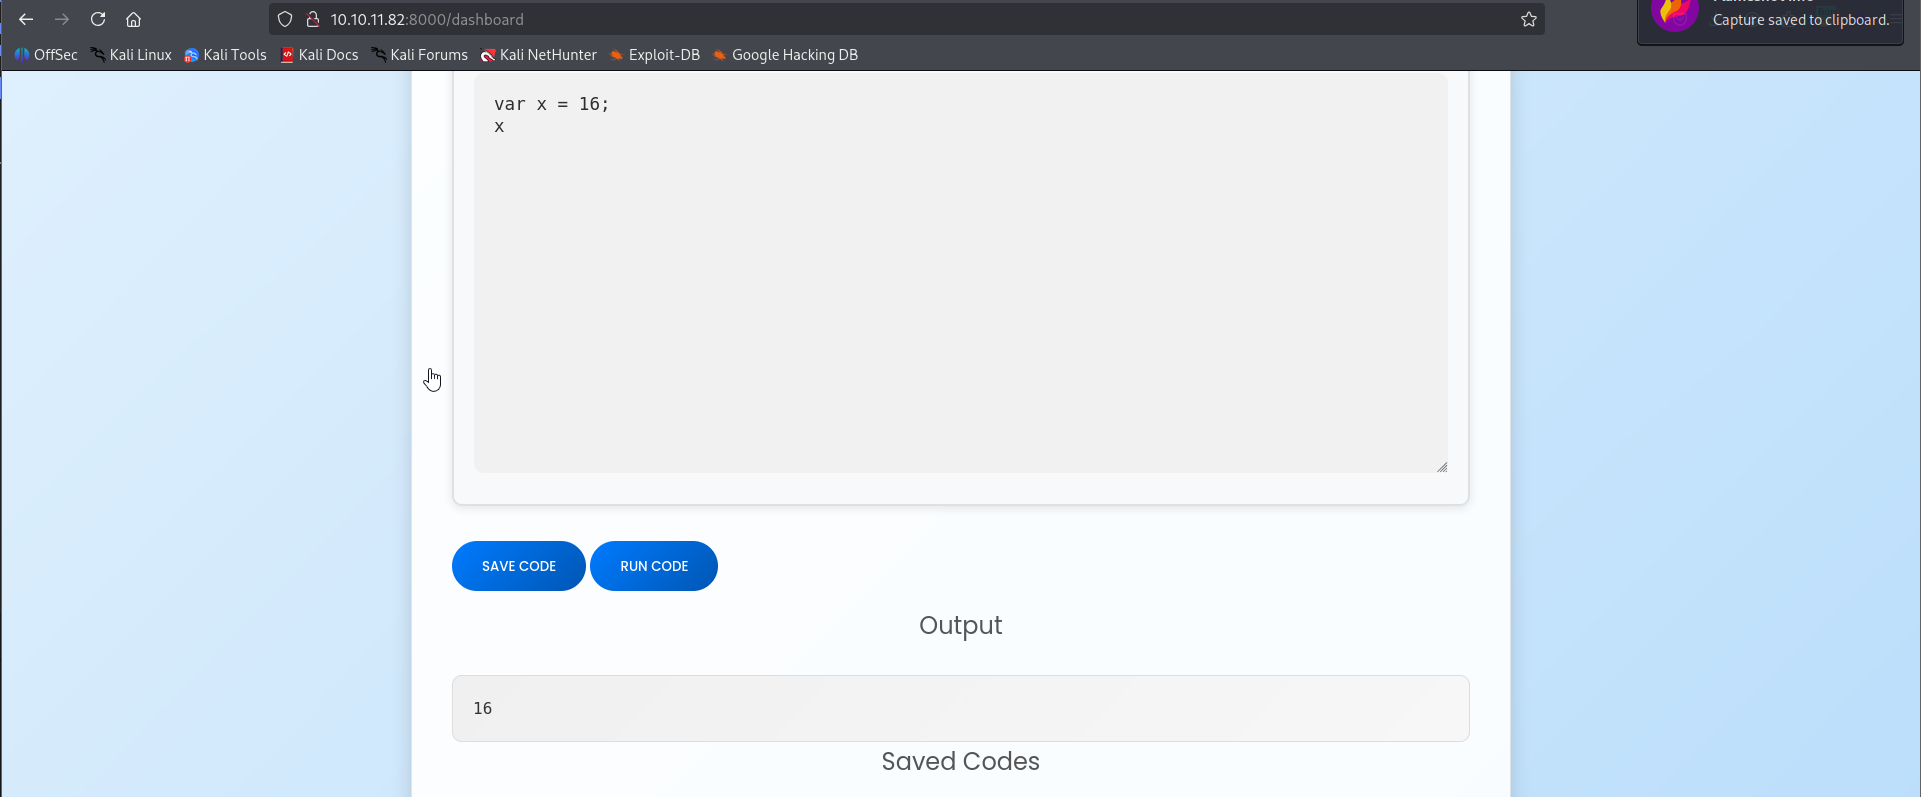 10.10.11.82:8000/dashboard
Capture saved to clipboard.
OffSec Kali Linux Kali Tools Kali Docs Kali Forums Kali NetHunter Exploit-DB Google Hacking DB
var x = 16;
x
SAVE CODE RUN CODE
Output
16
Saved Codes